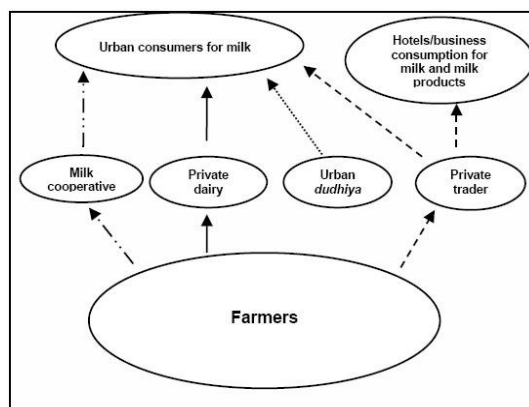 Urban consumers for milk
Hotels/business
consumption for
milk and milk
products
Milk
cooperative
Private
dairy
Urban
dudhiya
Private
trader
Farmers